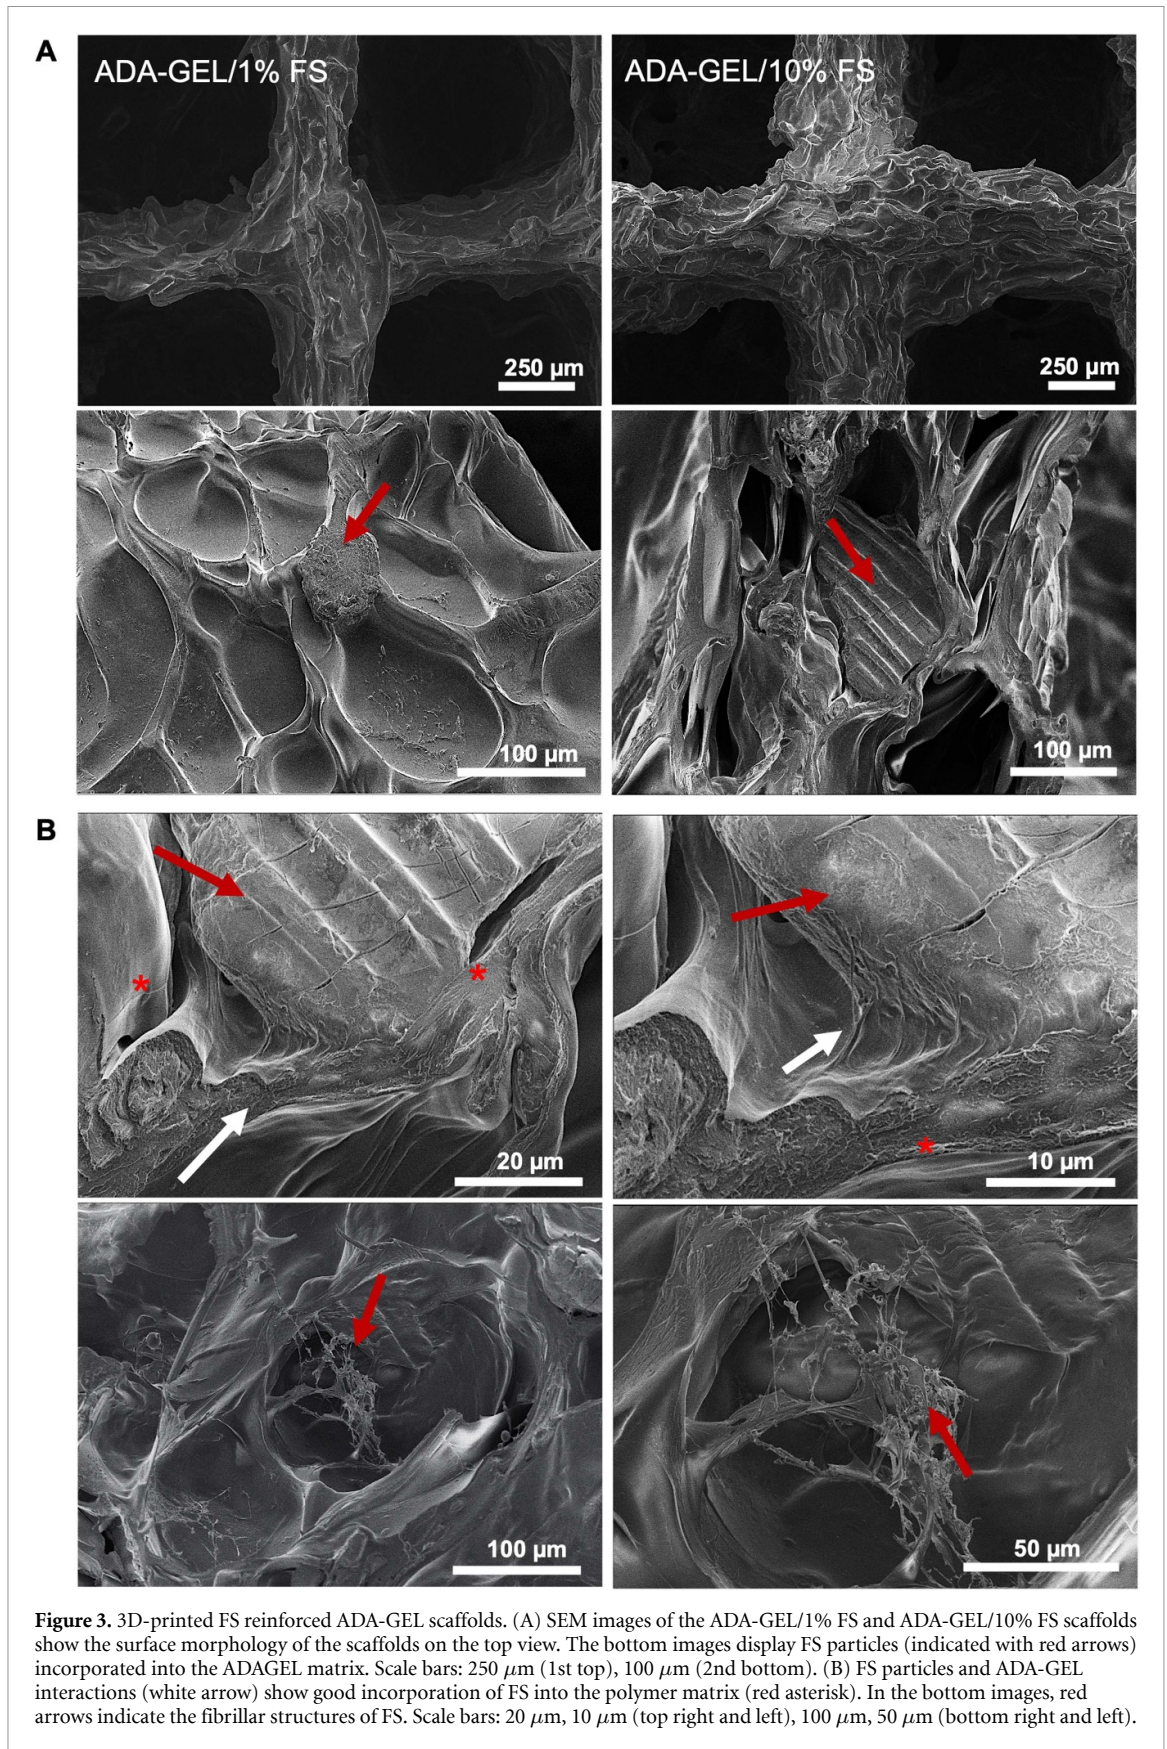 A
ADA-GEL/1% FS
ADA-GEL/10% FS
250 µm
250 µm
100 µm
100 µm
B
*
*
20 µm
*
10 µm
100 µm
50 µm
Figure 3. 3D-printed FS reinforced ADA-GEL scaffolds. (A) SEM images of the ADA-GEL/1% FS and ADA-GEL/10% FS scaffolds
show the surface morphology of the scaffolds on the top view. The bottom images display FS particles (indicated with red arrows)
incorporated into the ADAGEL matrix. Scale bars: 250 µm (1st top), 100 µm (2nd bottom). (B) FS particles and ADA-GEL
interactions (white arrow) show good incorporation of FS into the polymer matrix (red asterisk). In the bottom images, red
arrows indicate the fibrillar structures of FS. Scale bars: 20 µm, 10 µm (top right and left), 100 µm, 50 µm (bottom right and left).